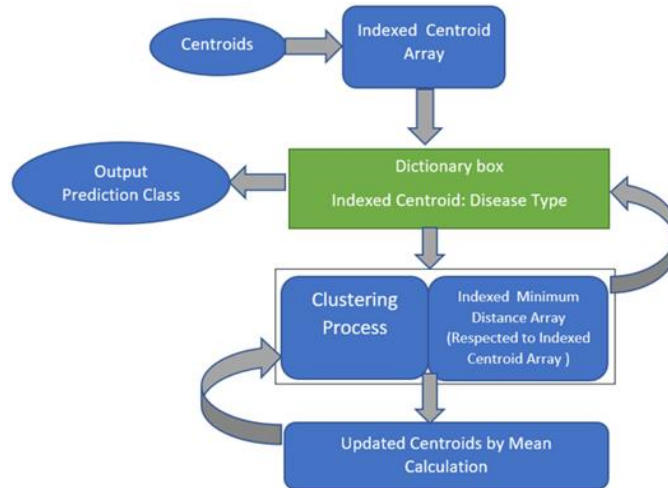 Centroids
Indexed Centroid
Array
Output
Prediction Class
Dictionary box
Indexed Centroid: Disease Type
Clustering
Process
Indexed Minimum
Distance Array
(Respected to Indexed
Centroid Array )
Updated Centroids by Mean
Calculation